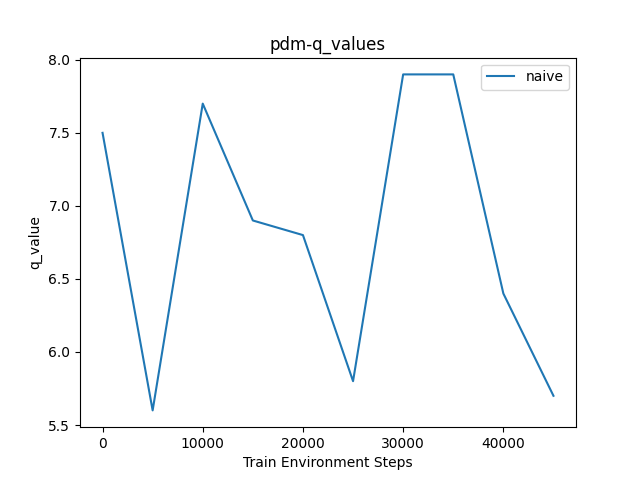 pdm-q_values
naive
q_value
8.0
7.5
7.0
6.5
6.0
5.5
0 10000 20000 30000 40000
Train Environment Steps